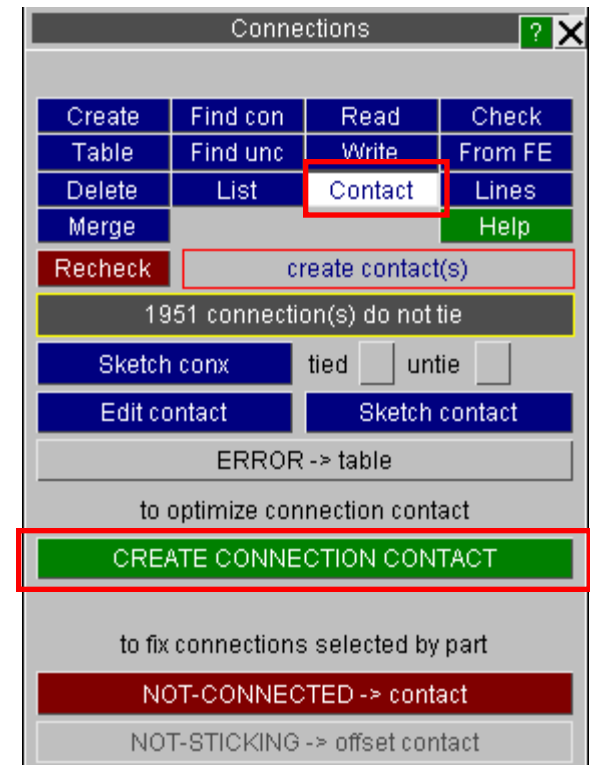 Connections ? X
Create Find con Read Check
Table Find unc Write From FE
Delete List Contact Lines
Merge Help
Recheck create contact(s)
1951 connection(s) do not tie
Sketch conx tied untie
Edit contact Sketch contact
ERROR -> table
to optimize connection contact
CREATE CONNECTION CONTACT
to fix connections selected by part
NOT-CONNECTED -> contact
NOT-STICKING -> offset contact